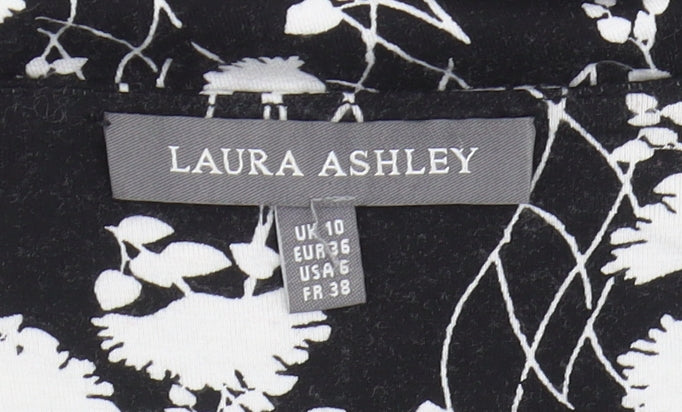 LAURA ASHLEY
UK 10
EUR 36
USA 6
FR 38